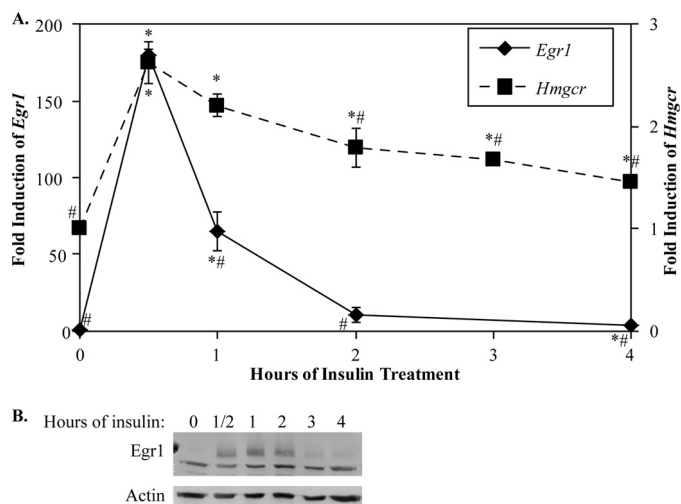 A.
200
150
100
50
0
Fold Induction of Egr1
3
2
1
0
Fold Induction of Hmgcr
Egr1
Hmgcr
*
*
*
*#
*#
*#
*#
#
#
*#
#
*#
0 1 2 3 4
Hours of Insulin Treatment
B.
Hours of insulin: 0 1/2 1 2 3 4
Egr1
Actin